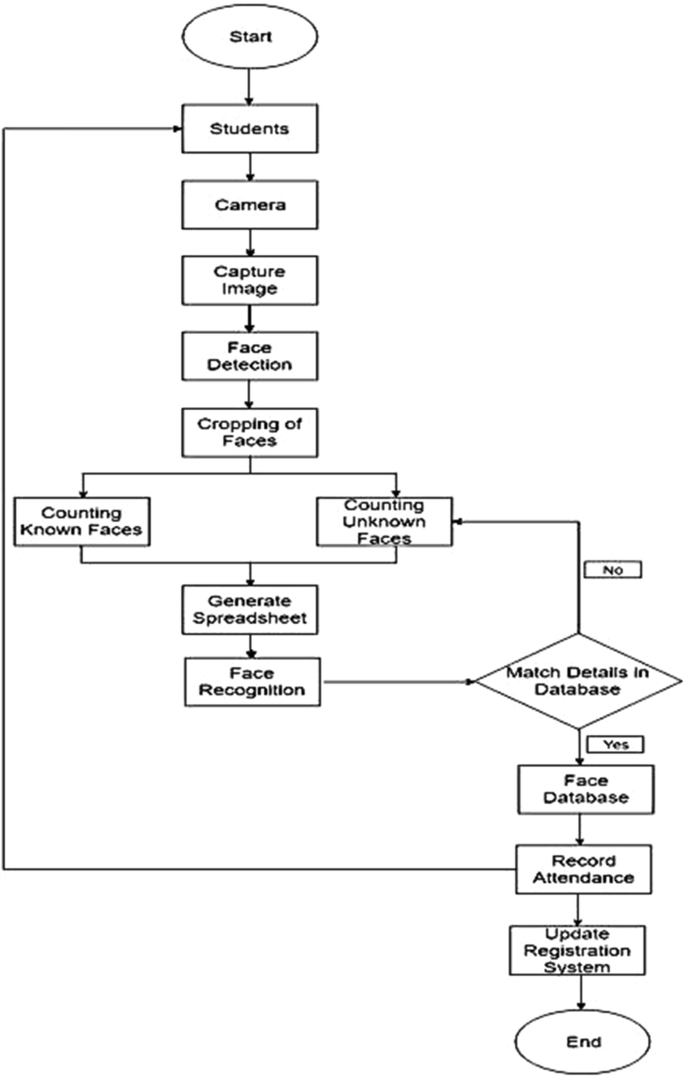 Start
Students
Camera
Capture
Image
Face
Detection
Cropping of
Faces
Counting
Known Faces
Counting
Unknown
Faces
No
Generate
Spreadsheet
Face
Recognition
Match Details in
Database
Yes
Face
Database
Record
Attendance
Update
Registration
System
End